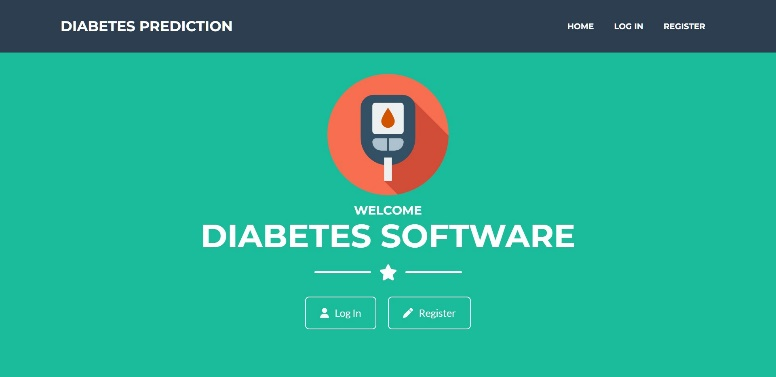 DIABETES PREDICTION
HOME LOG IN REGISTER
WELCOME
DIABETES SOFTWARE
Log In Register